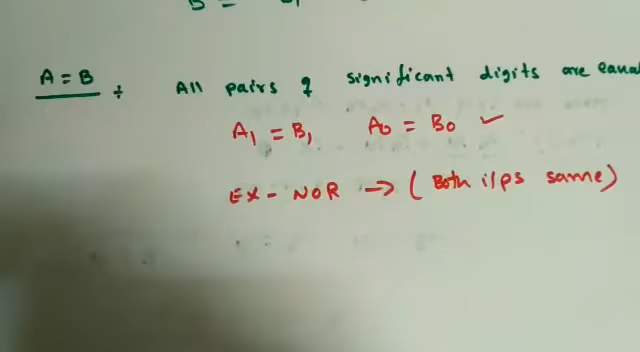 A = B ÷ All pairs of significant digits are equal
A1 = B1 A0 = B0 ✓
EX - NOR → ( Both i/ps same )